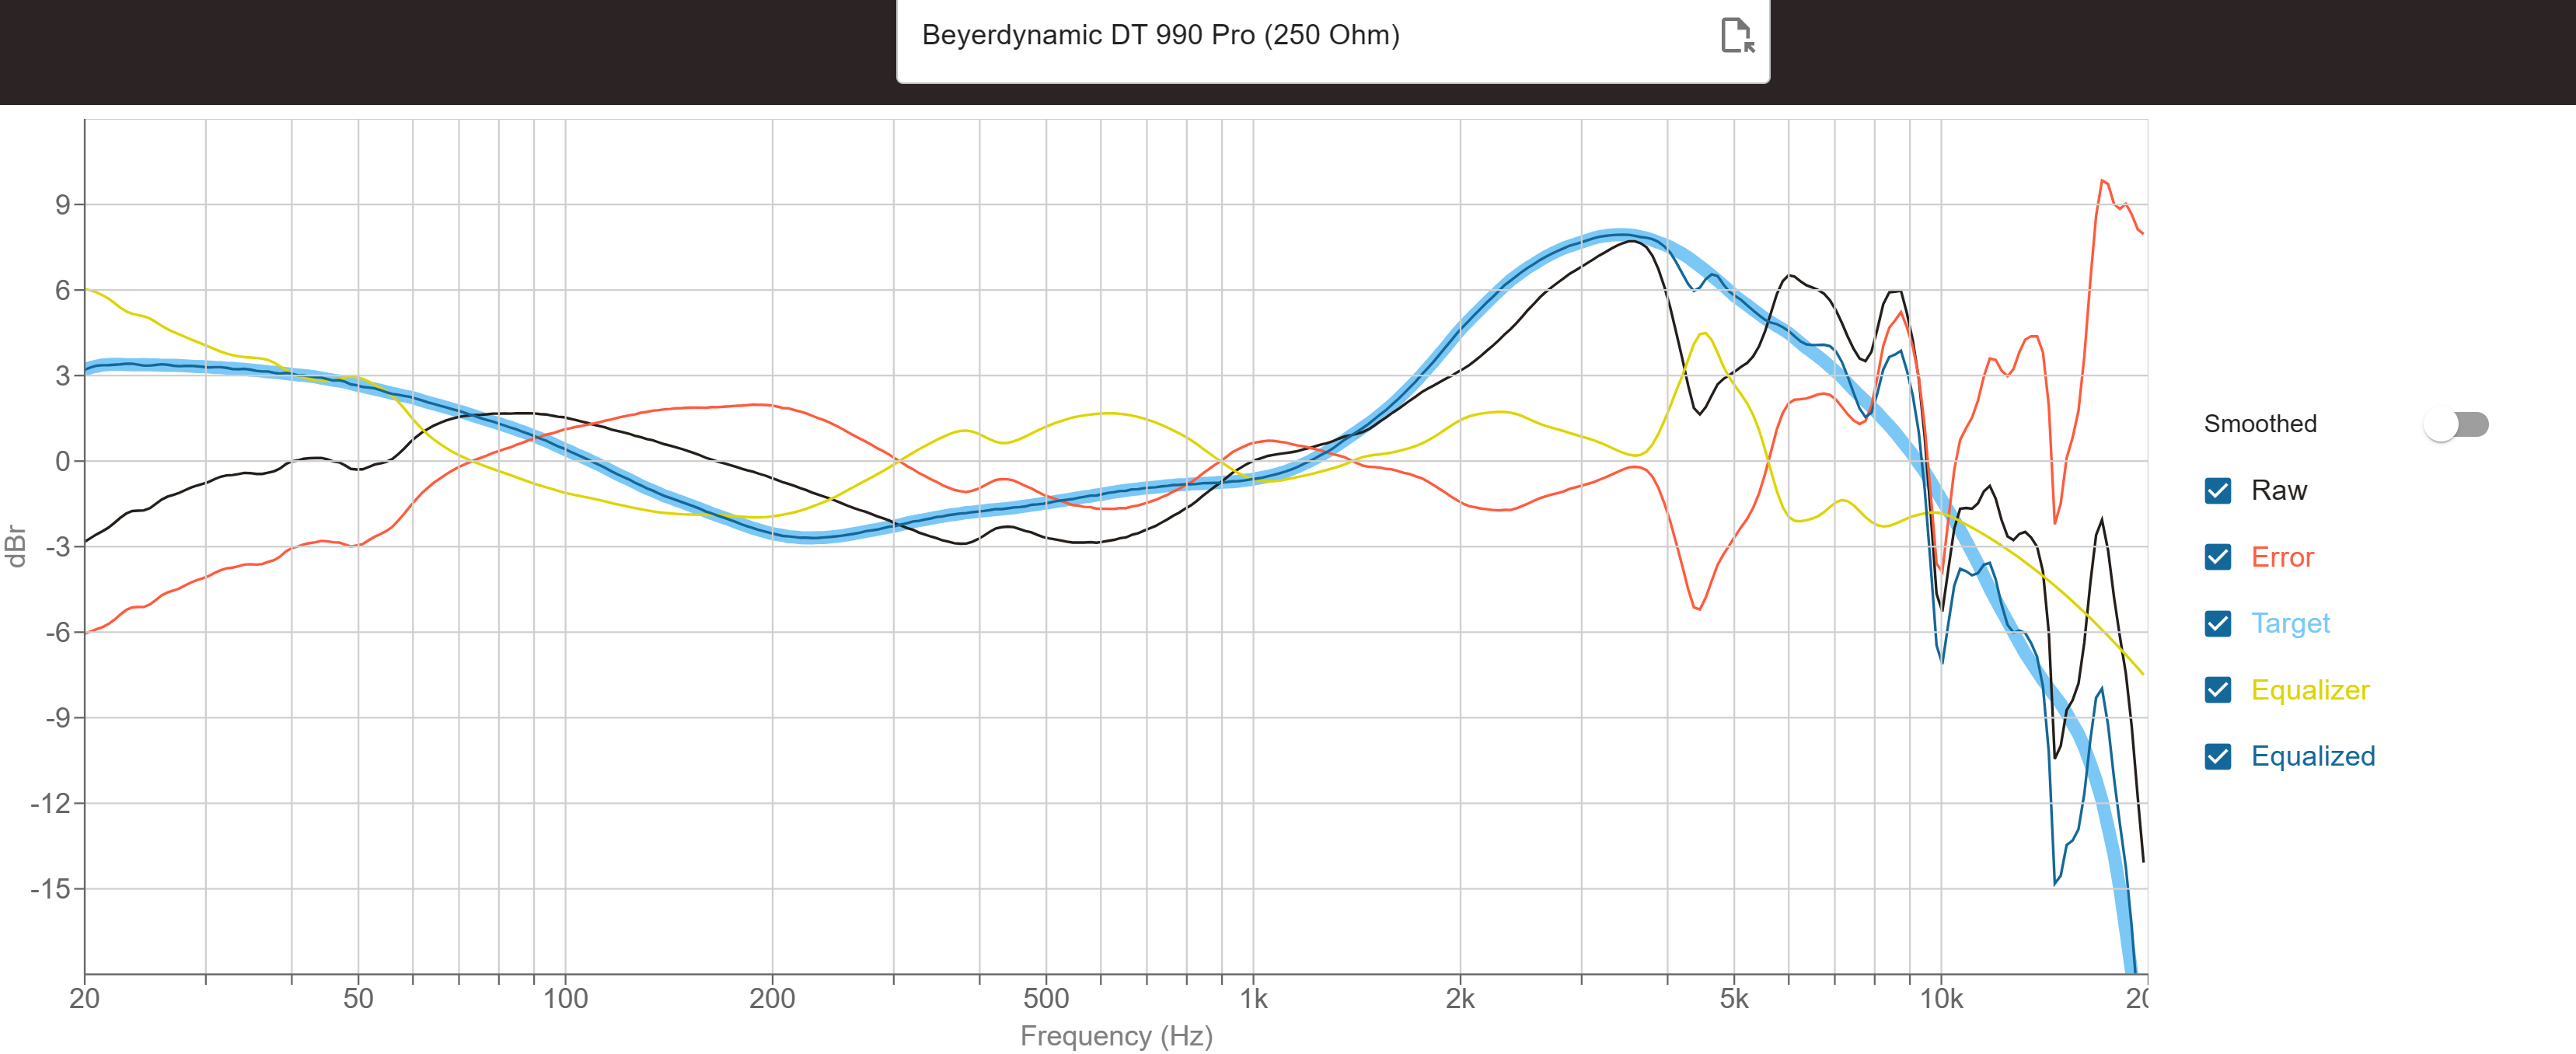 Beyerdynamic DT 990 Pro (250 Ohm)
9
6
3
0
-3
-6
-9
-12
-15
dBr
20
50
100
200
500
1k
2k
5k
10k
20
Frequency (Hz)
Smoothed
Raw
Error
Target
Equalizer
Equalized